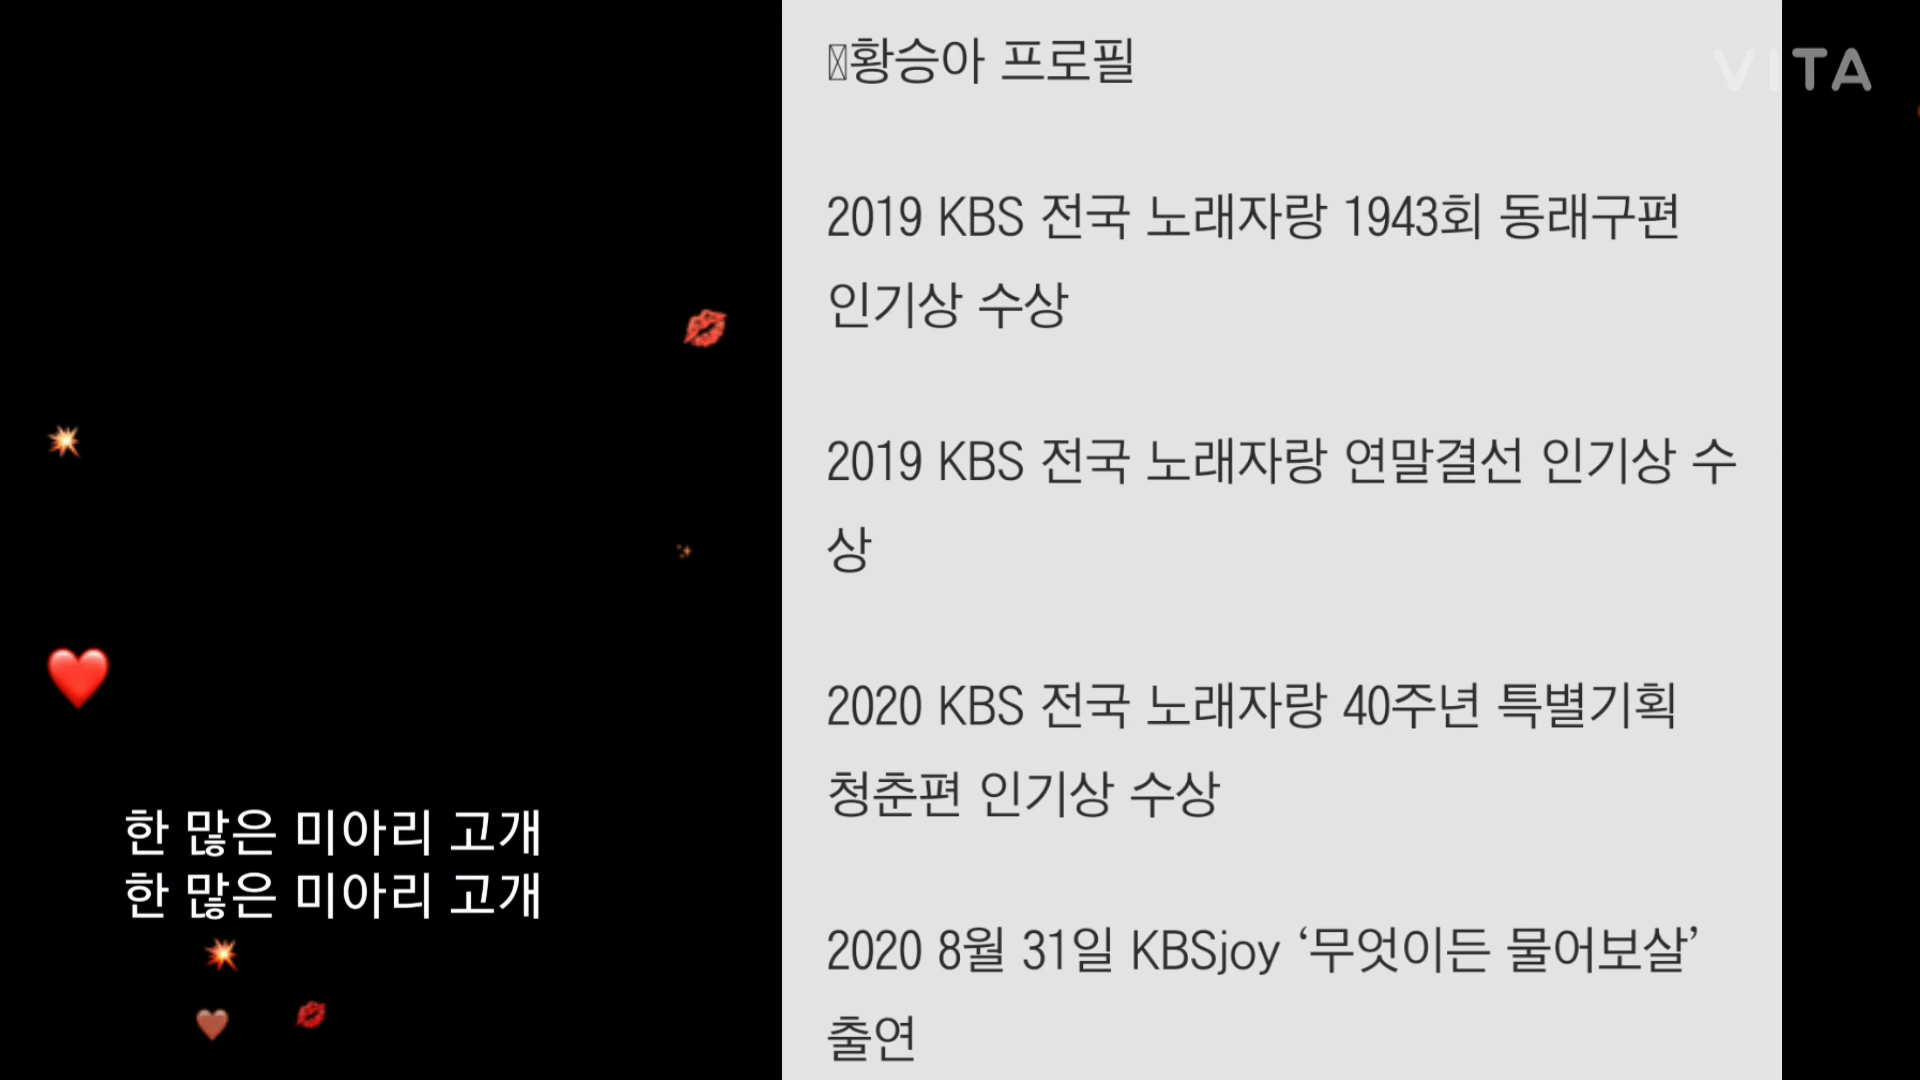 황승아 프로필
2019 KBS 전국 노래자랑 1943회 동래구편
인기상 수상
2019 KBS 전국 노래자랑 연말결선 인기상 수
상
2020 KBS 전국 노래자랑 40주년 특별기획
청춘편 인기상 수상
2020 8월 31일 KBSjoy ‘무엇이든 물어보살’
출연
한 많은 미아리 고개
한 많은 미아리 고개
VITA